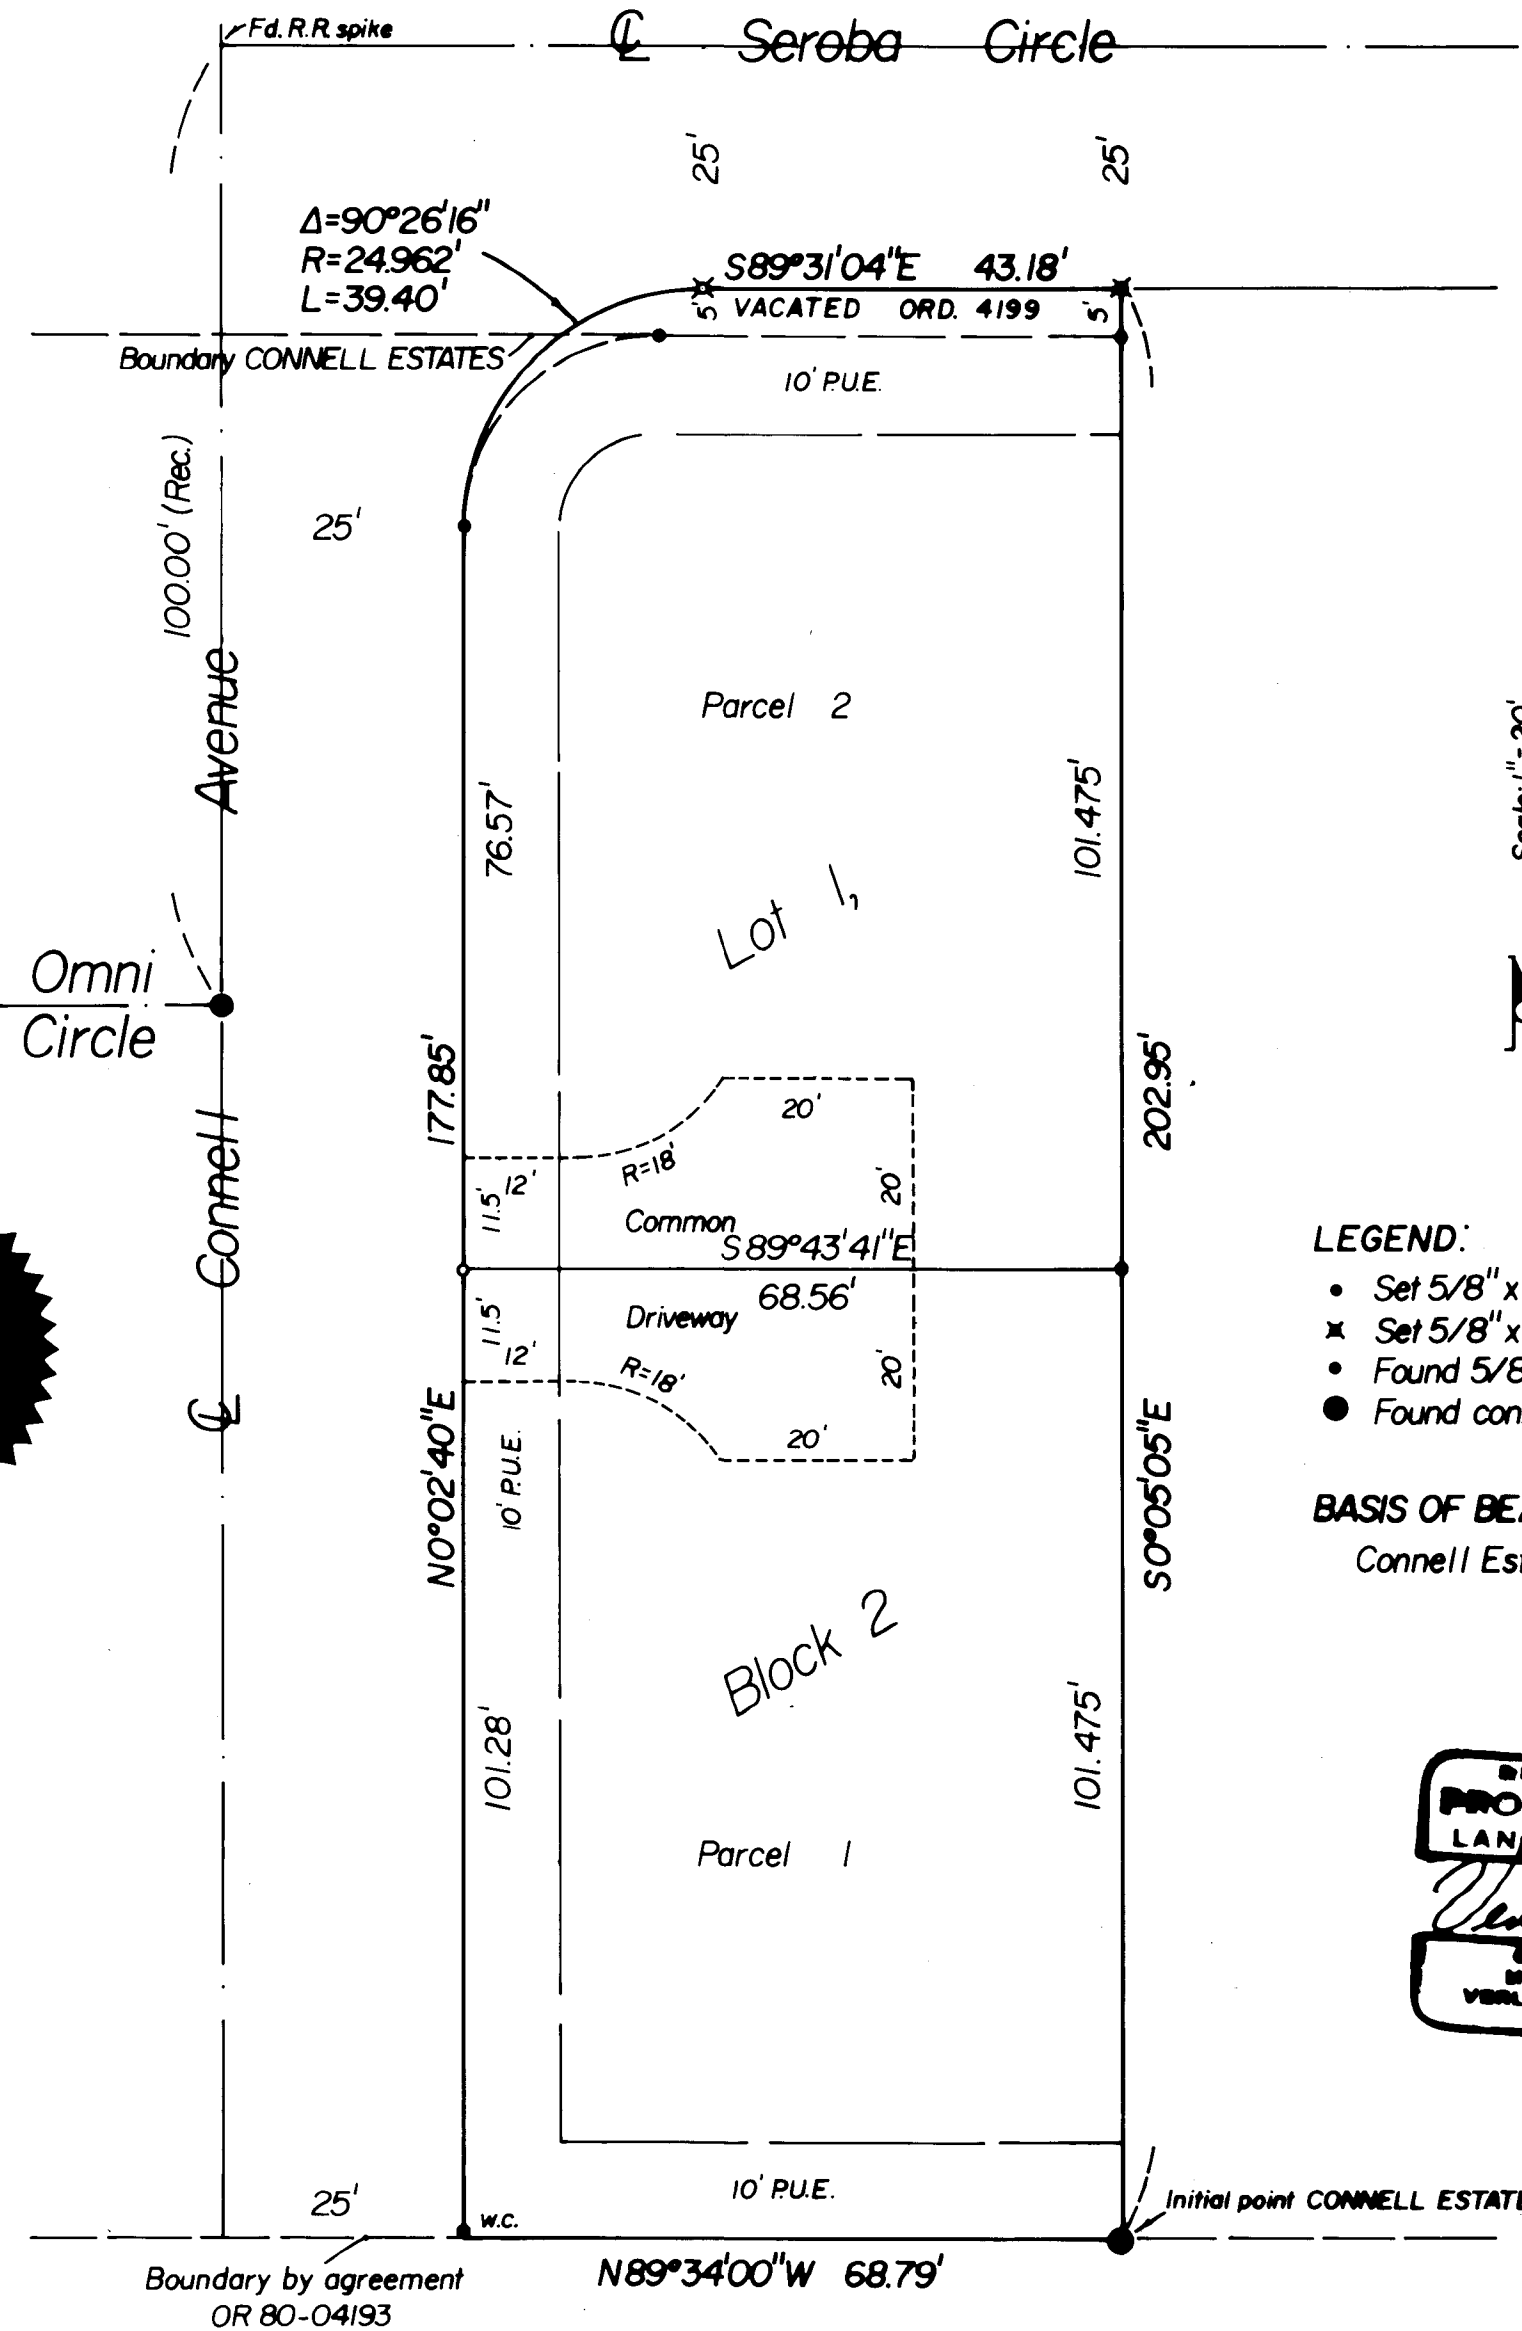 Fd. R.R. spike
℄ Seroba Circle
25'
25'
Δ=90°26'16"
R=24.962'
L=39.40'
S89°31'04"E 43.18'
5' VACATED ORD. 4199 5'
Boundary CONNELL ESTATES
10' P.U.E.
100.00' (Rec.)
25'
Avenue
Parcel 2
76.57'
101.475'
Lot 1,
Omni
Circle
177.85'
202.95'
20'
R=18'
12'
11.5'
20'
Connell
Common
S89°43'41"E
68.56'
Driveway
11.5'
12'
R=18'
20'
20'
℄
N0°02'40"E
10' P.U.E.
S0°05'05"E
LEGEND:
Set 5/8" x
Set 5/8" x
Found 5/8
Found con
BASIS OF
Connell
Block 2
101.28'
101.475'
Parcel 1
10' P.U.E.
25'
W.C.
Initial point CONNELL
N89°34'00"W 68.79'
Boundary by agreement
OR 80-04193